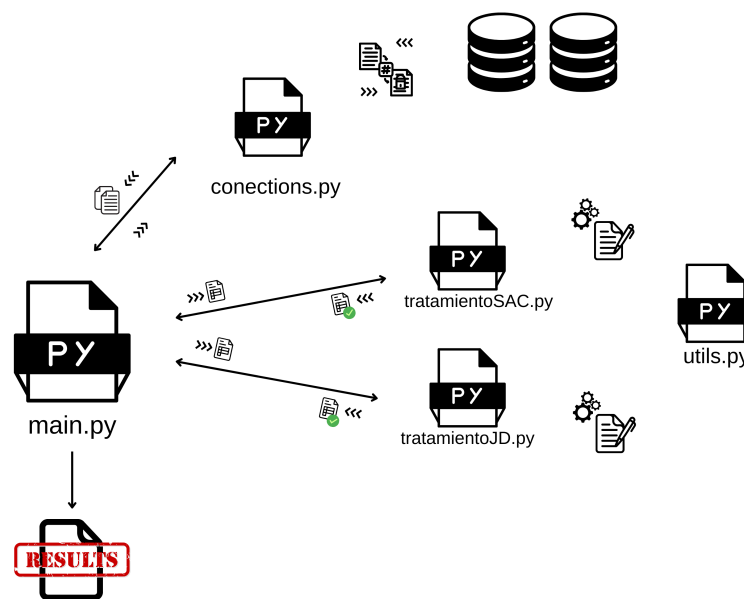 #
PY
conections.py
PY
tratamientoSAC.py
PY
utils.py
PY
main.py
PY
tratamientoJD.py
RESULTS